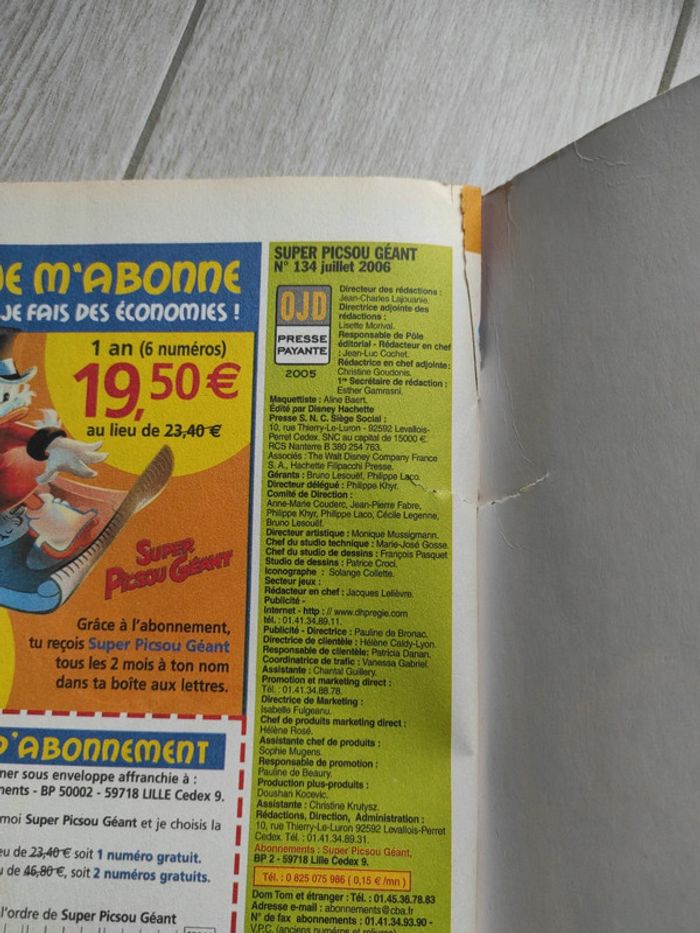 JE M'ABONNE
JE FAIS DES ÉCONOMIES !
1 an (6 numéros)
19,50€
au lieu de 23,40 €
SUPER PICSOU GÉANT
Grâce à l'abonnement,
tu reçois Super Picsou Géant
tous les 2 mois à ton nom
dans ta boîte aux lettres.
D'ABONNEMENT
ner sous enveloppe affranchie à :
ments - BP 50002 - 59718 LILLE Cedex 9.
moi Super Picsou Géant et je choisis la
eu de 23,40 € soit 1 numéro gratuit.
u de 46,80 €, soit 2 numéros gratuits.
l'ordre de Super Picsou Géant
SUPER PICSOU GÉANT
N° 134 juillet 2006
OJD
PRESSE
PAYANTE
2005
Directeur des rédactions :
Jean-Charles Lajouanie.
Directrice adjointe des
rédactions :
Lisette Morival.
Responsable de Pôle
éditorial - Rédacteur en chef
: Jean-Luc Cochet.
Rédactrice en chef adjointe:
Christine Goudonis.
1re Secrétaire de rédaction :
Esther Gamrasni.
Maquettiste : Aline Baert.
Édité par Disney Hachette
Presse S. N. C. Siège Social :
10, rue Thierry-Le-Luron - 92592 Levallois-
Perret Cedex. SNC au capital de 15000 €.
RCS Nanterre B 380 254 763.
Associés : The Walt Disney Company France
S. A., Hachette Filipacchi Presse.
Gérants : Bruno Lesouëf, Philippe Laco.
Directeur délégué : Philippe Khyr.
Comité de Direction :
Anne-Marie Couderc, Jean-Pierre Fabre,
Philippe Khyr, Philippe Laco, Cécile Legenne,
Bruno Lesouëf.
Directeur artistique : Monique Mussigmann.
Chef du studio technique : Marie-José Gosse.
Chef du studio de dessins : François Pasquet
Studio de dessins : Patrice Croci.
Iconographe : Solange Collette.
Secteur jeux :
Rédacteur en chef : Jacques Lelièvre.
Publicité -
Internet - http : // www.dhpregie.com
tél. : 01.41.34.89.11.
Publicité - Directrice : Pauline de Bronac.
Directrice de clientèle : Hélène Caldy-Lyon.
Responsable de clientèle: Patricia Danan.
Coordinatrice de trafic : Vanessa Gabriel.
Assistante : Chantal Guillery.
Promotion et marketing direct :
Tél. : 01.41.34.88.78.
Directrice de Marketing :
Isabelle Fulgeanu.
Chef de produits marketing direct :
Hélène Rosé.
Assistante chef de produits :
Sophie Mugens.
Responsable de promotion :
Pauline de Beaury.
Production plus-produits :
Doushan Kocevic.
Assistante : Christine Krutysz.
Rédactions, Direction, Administration :
10, rue Thierry-Le-Luron 92592 Levallois-Perret
Cedex. Tél. : 01.41.34.89.31.
Abonnements : Super Picsou Géant,
BP 2 - 59718 Lille Cedex 9.
Tél. : 0 825 075 986 ( 0,15 € /mn )
Dom Tom et étranger : Tél. : 01.45.36.78.83
Adresse e-mail : abonnements@cba.fr
N° de fax abonnements : 01.41.34.93.90 -
V.P.C. (anciens numéros et reliures)